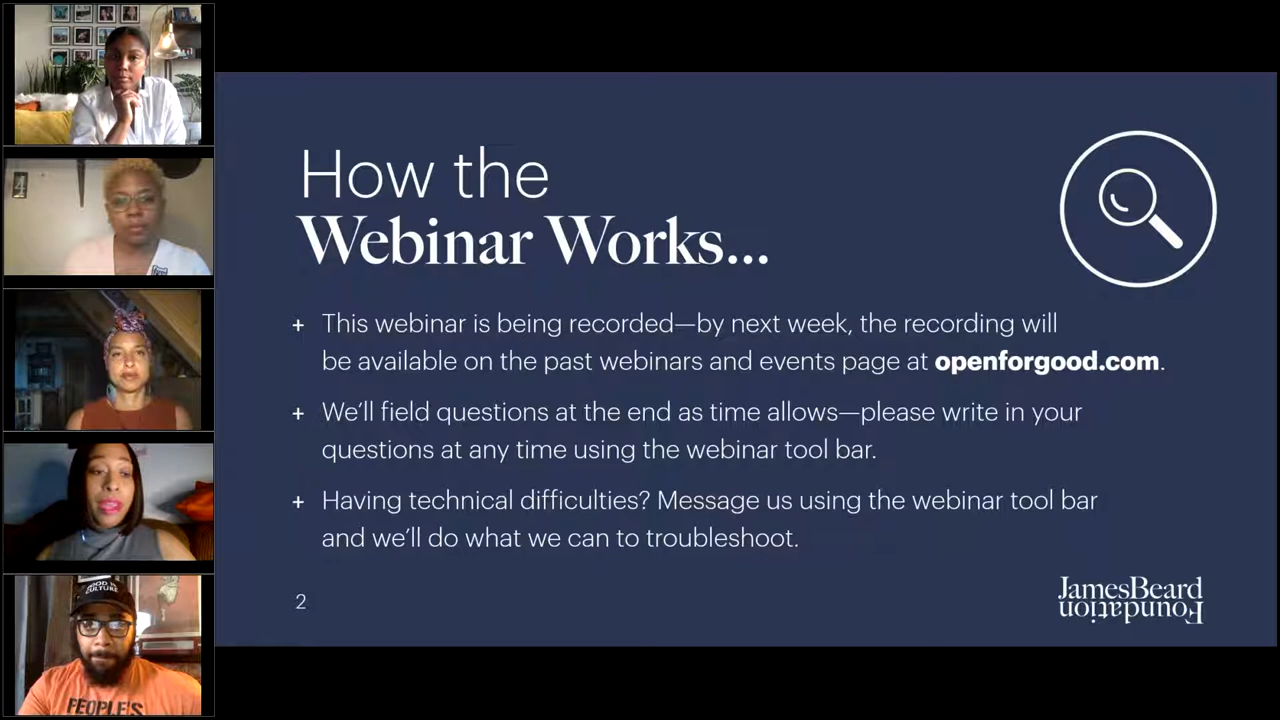 How the
Webinar Works...
+ This webinar is being recorded—by next week, the recording will
be available on the past webinars and events page at openforgood.com.
+ We'll field questions at the end as time allows—please write in your
questions at any time using the webinar tool bar.
+ Having technical difficulties? Message us using the webinar tool bar
and we'll do what we can to troubleshoot.
2
JamesBeard
Foundation
4
CULTURE
PEOPLE'S